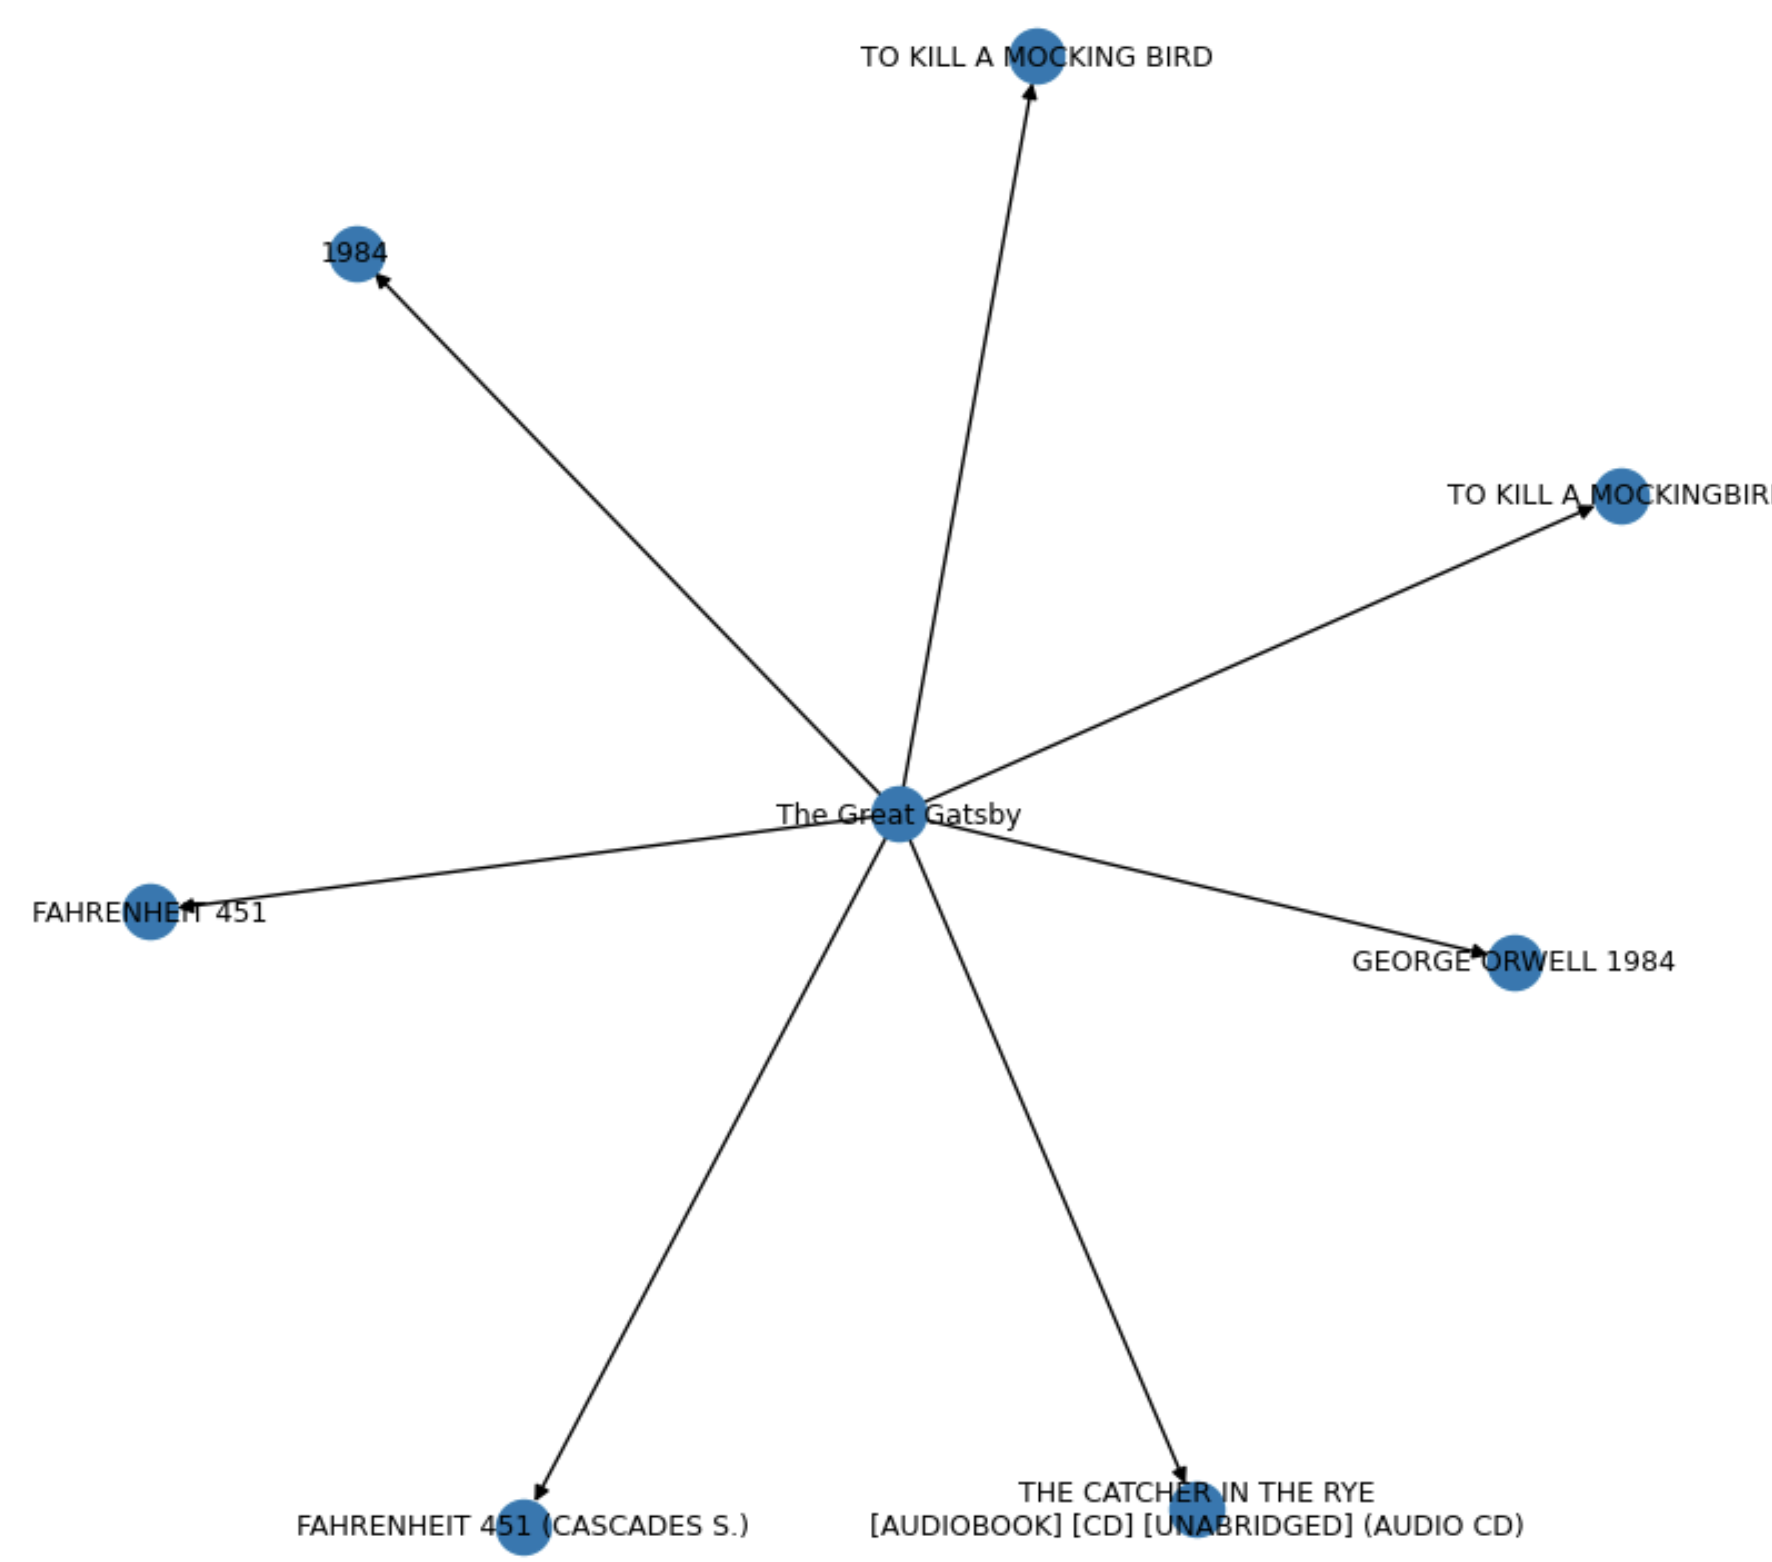 TO KILL A MOCKING BIRD
1984
TO KILL A MOCKINGBIR
The Great Gatsby
FAHRENHEIT 451
GEORGE ORWELL 1984
THE CATCHER IN THE RYE
[AUDIOBOOK] [CD] [UNABRIDGED] (AUDIO CD)
FAHRENHEIT 451 (CASCADES S.)